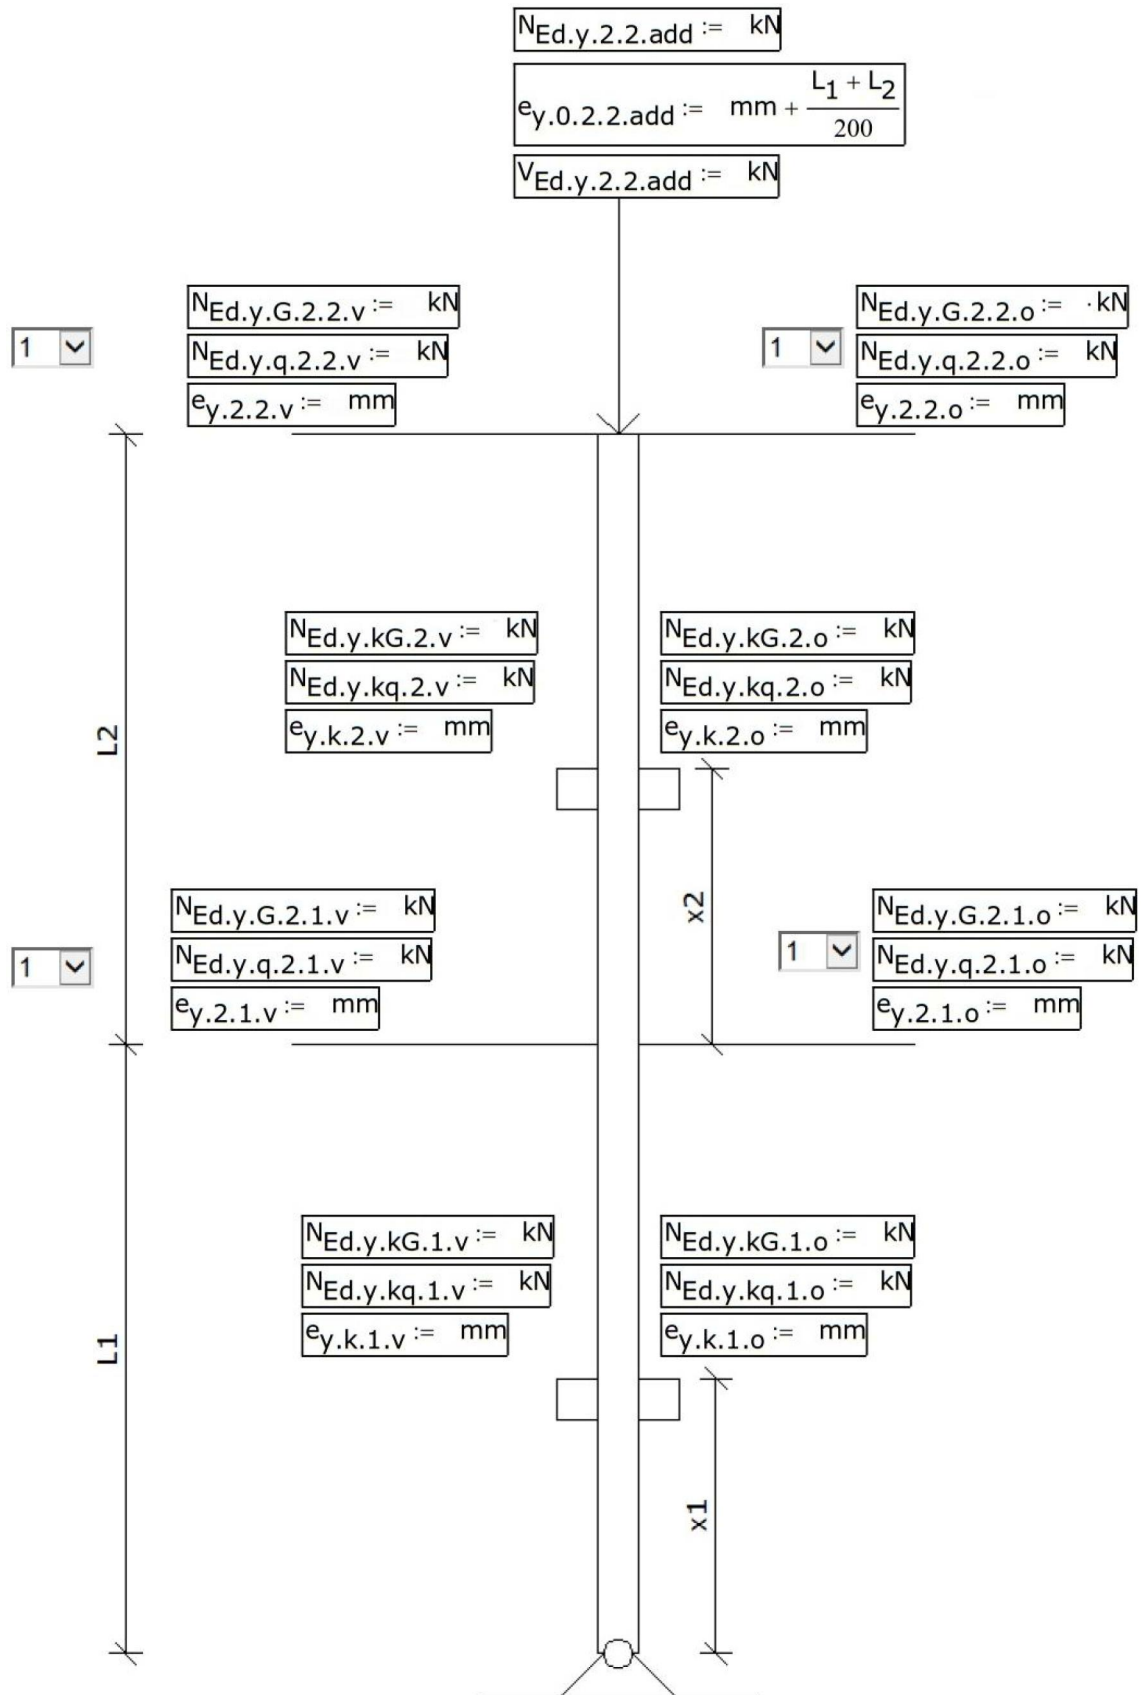 N_Ed.y.2.2.add := kN
e_y.0.2.2.add := mm + (L_1 + L_2)/200
V_Ed.y.2.2.add := kN
1
N_Ed.y.G.2.2.v := kN
N_Ed.y.q.2.2.v := kN
e_y.2.2.v := mm
1
N_Ed.y.G.2.2.o := · kN
N_Ed.y.q.2.2.o := kN
e_y.2.2.o := mm
L2
N_Ed.y.kG.2.v := kN
N_Ed.y.kq.2.v := kN
e_y.k.2.v := mm
N_Ed.y.kG.2.o := kN
N_Ed.y.kq.2.o := kN
e_y.k.2.o := mm
x2
1
N_Ed.y.G.2.1.v := kN
N_Ed.y.q.2.1.v := kN
e_y.2.1.v := mm
1
N_Ed.y.G.2.1.o := kN
N_Ed.y.q.2.1.o := kN
e_y.2.1.o := mm
L1
N_Ed.y.kG.1.v := kN
N_Ed.y.kq.1.v := kN
e_y.k.1.v := mm
N_Ed.y.kG.1.o := kN
N_Ed.y.kq.1.o := kN
e_y.k.1.o := mm
x1